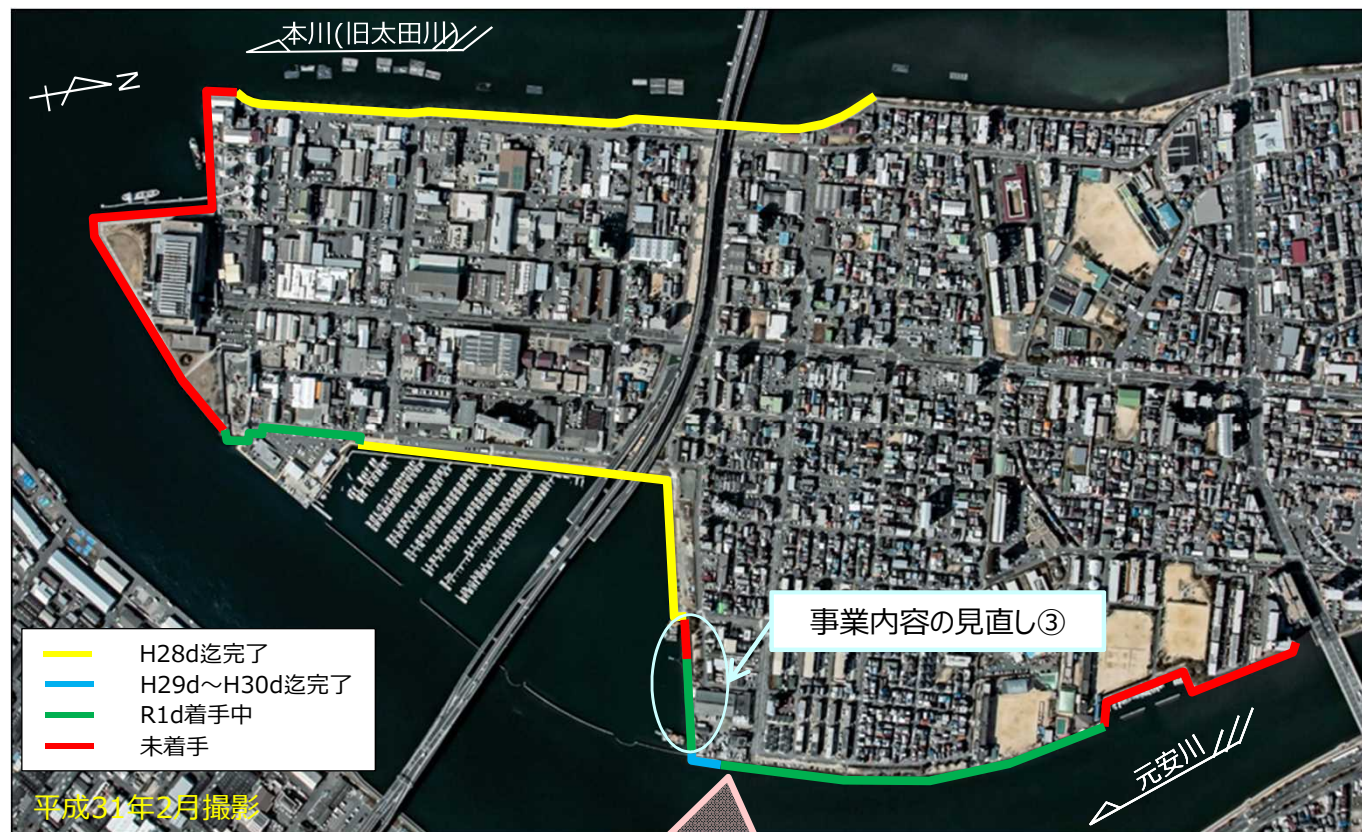 本川(旧太田川)
N
事業内容の見直し③
H28d迄完了
H29d～H30d迄完了
R1d着手中
未着手
元安川
平成31年2月撮影